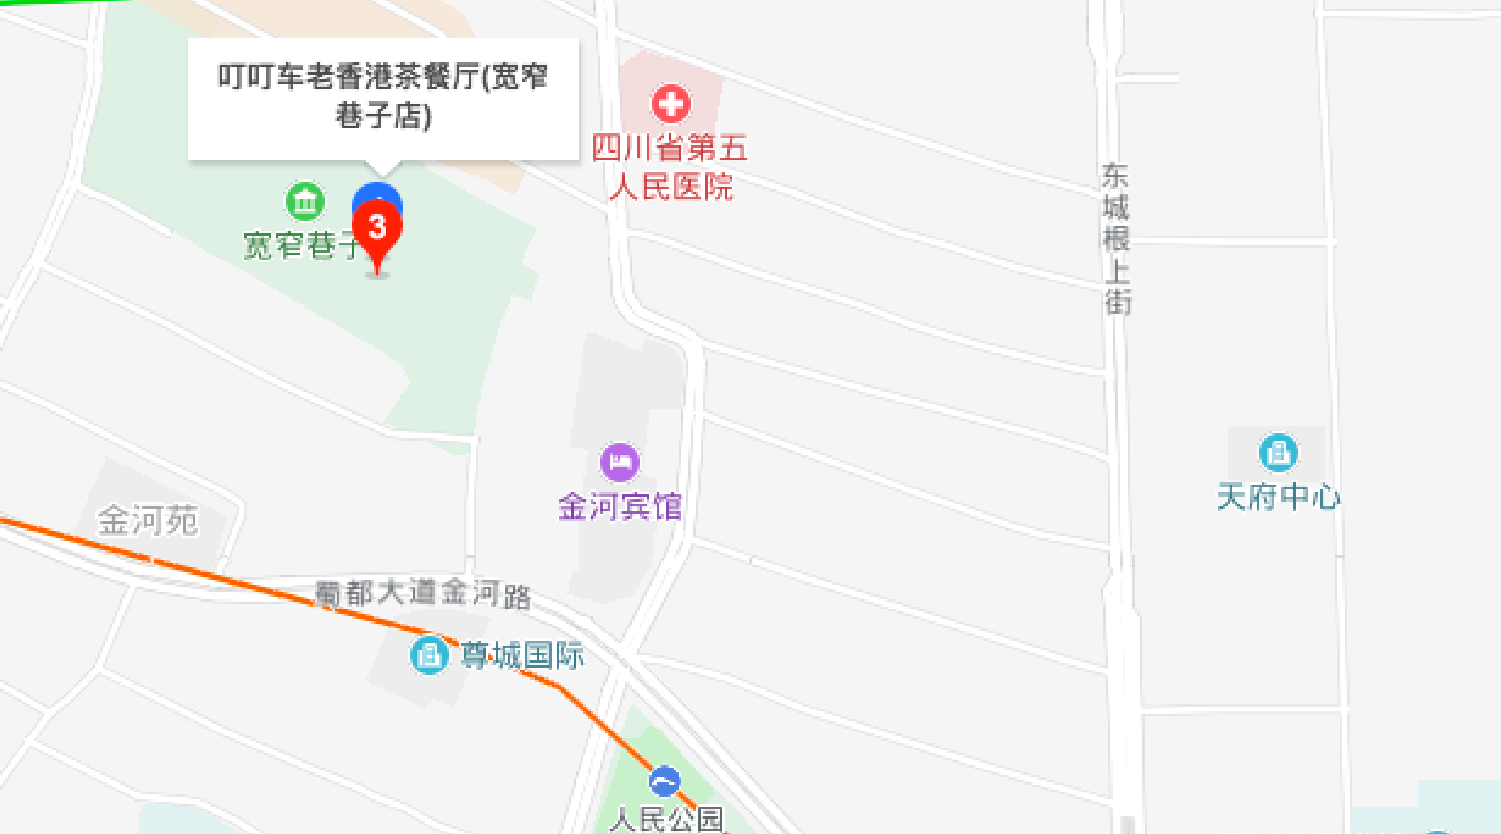 叮叮车老香港茶餐厅(宽窄
巷子店)
四川省第五
人民医院
东城根上街
3
宽窄巷子
天府中心
金河宾馆
金河苑
蜀都大道金河路
尊城国际
人民公园